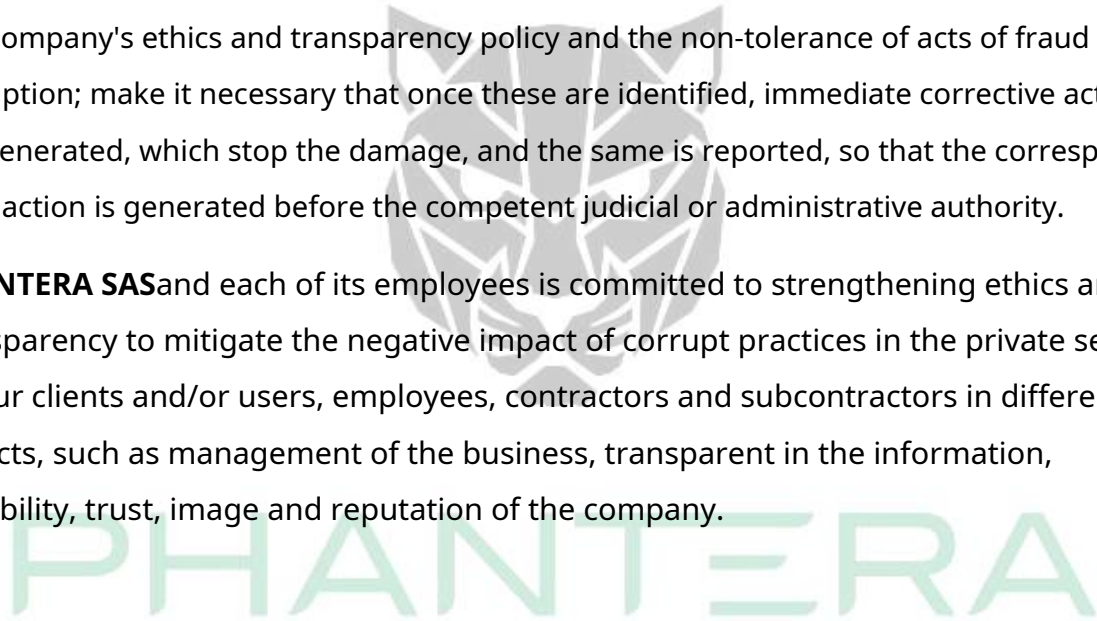 ompany's ethics and transparency policy and the non-tolerance of acts of fraud
ption; make it necessary that once these are identified, immediate corrective act
enerated, which stop the damage, and the same is reported, so that the corresp
action is generated before the competent judicial or administrative authority.
NTERA SASand each of its employees is committed to strengthening ethics a
sparency to mitigate the negative impact of corrupt practices in the private se
ur clients and/or users, employees, contractors and subcontractors in differe
cts, such as management of the business, transparent in the information,
bility, trust, image and reputation of the company.
PHANTERA